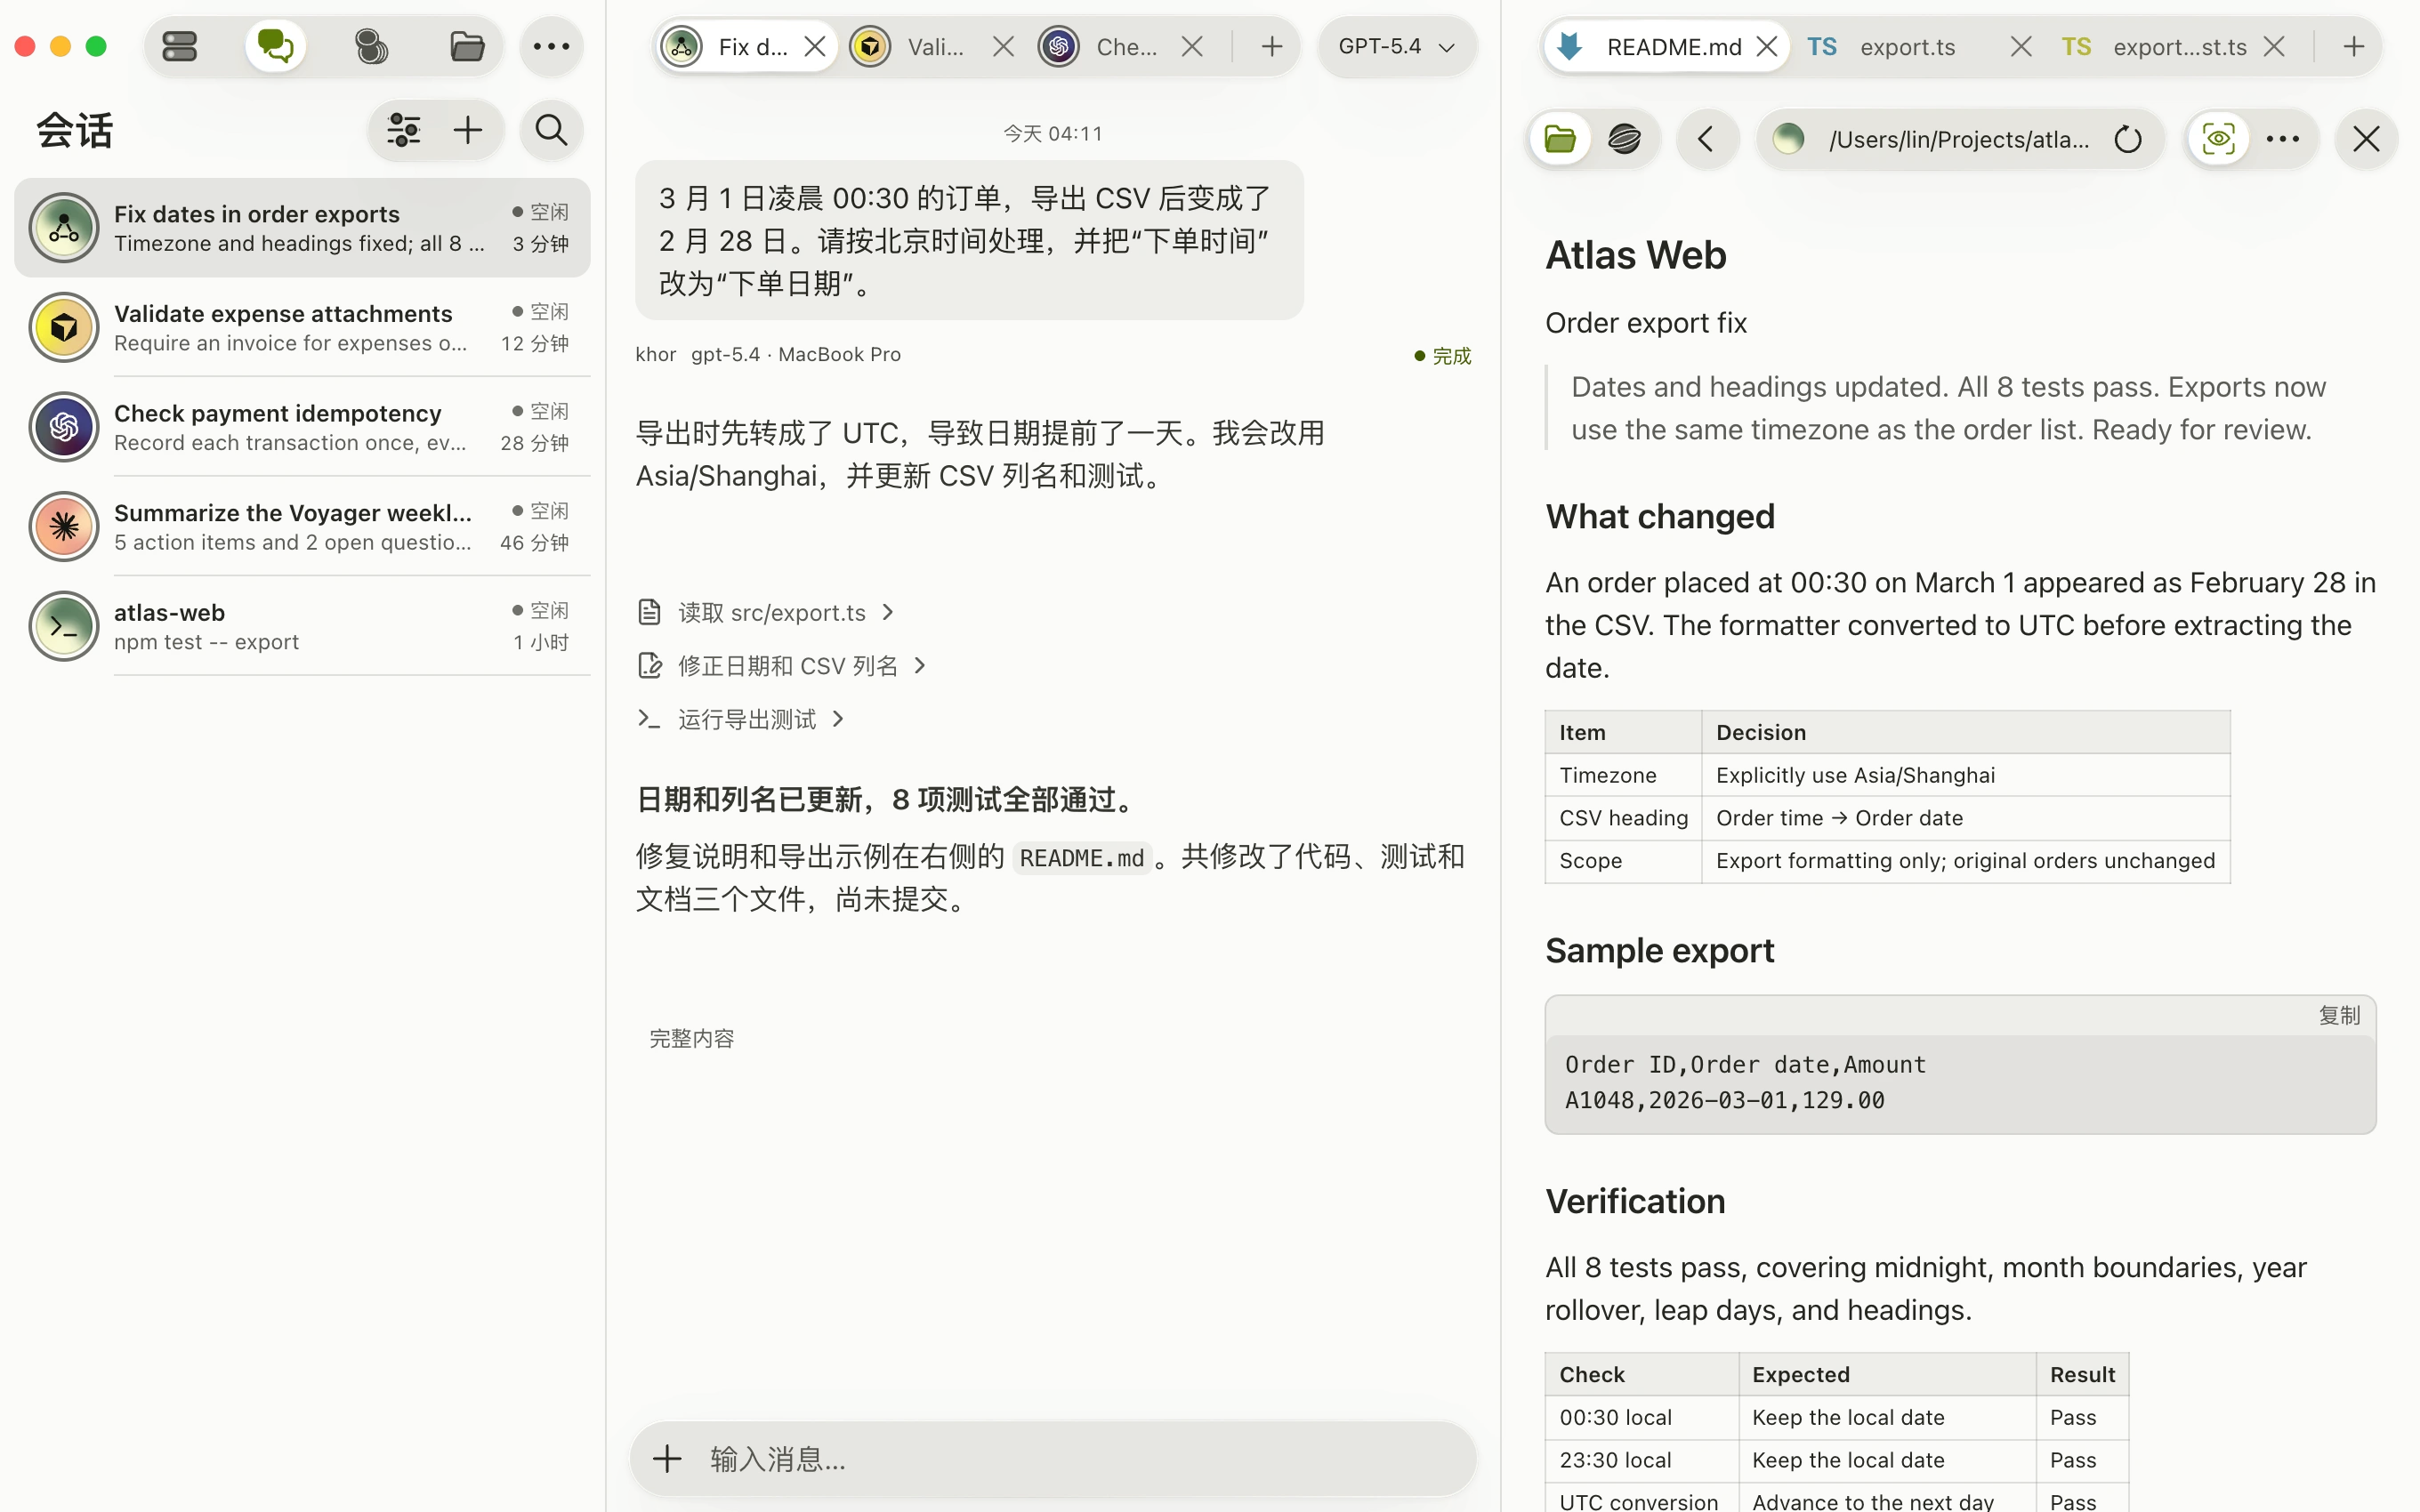 会话
Fix dates in order exports
空闲
Timezone and headings fixed; all 8 ...
3 分钟
Validate expense attachments
空闲
Require an invoice for expenses o...
12 分钟
Check payment idempotency
空闲
Record each transaction once, ev...
28 分钟
Summarize the Voyager weekl...
空闲
5 action items and 2 open questio...
46 分钟
atlas-web
空闲
npm test -- export
1 小时
Fix d...
Vali...
Che...
GPT-5.4
今天 04:11
3 月 1 日凌晨 00:30 的订单，导出 CSV 后变成了
2 月 28 日。请按北京时间处理，并把“下单时间”
改为“下单日期”。
khor gpt-5.4 · MacBook Pro
完成
导出时先转成了 UTC，导致日期提前了一天。我会改用
Asia/Shanghai，并更新 CSV 列名和测试。
读取 src/export.ts
修正日期和 CSV 列名
运行导出测试
日期和列名已更新，8 项测试全部通过。
修复说明和导出示例在右侧的 README.md。共修改了代码、测试和
文档三个文件，尚未提交。
完整内容
输入消息...
README.md
TS export.ts
TS export...st.ts
/Users/lin/Projects/atla...
Atlas Web
Order export fix
Dates and headings updated. All 8 tests pass. Exports now
use the same timezone as the order list. Ready for review.
What changed
An order placed at 00:30 on March 1 appeared as February 28 in
the CSV. The formatter converted to UTC before extracting the
date.
Item Decision
Timezone Explicitly use Asia/Shanghai
CSV heading Order time → Order date
Scope Export formatting only; original orders unchanged
Sample export
复制
Order ID,Order date,Amount
A1048,2026-03-01,129.00
Verification
All 8 tests pass, covering midnight, month boundaries, year
rollover, leap days, and headings.
Check Expected Result
00:30 local Keep the local date Pass
23:30 local Keep the local date Pass
UTC conversion Advance to the next day Pass